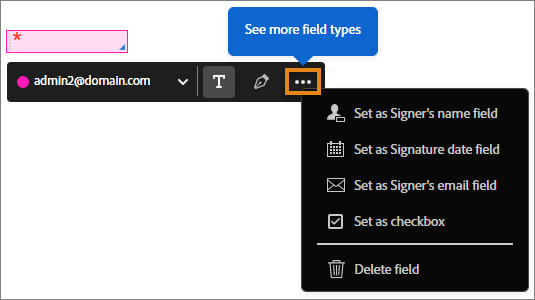 See more field types
*
admin2@domain.com
T
Set as Signer's name field
Set as Signature date field
Set as Signer's email field
Set as checkbox
Delete field